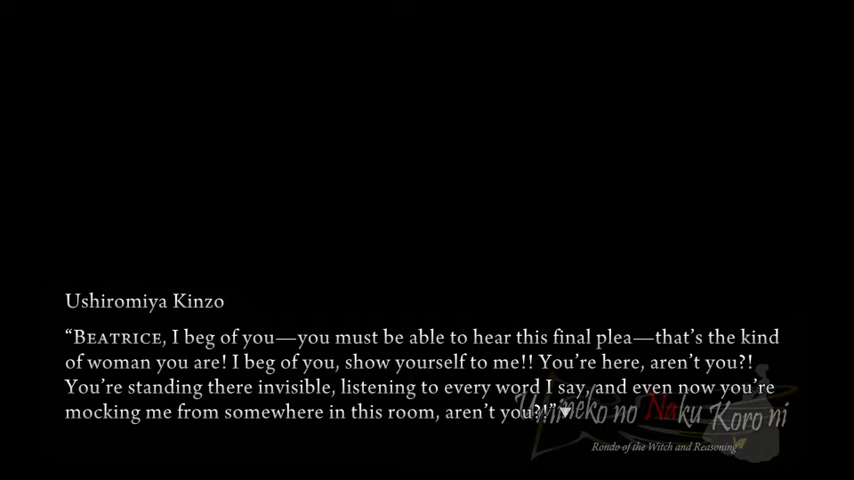 Ushiromiya Kinzo
“BEATRICE, I beg of you—you must be able to hear this final plea—that’s the kind
of woman you are! I beg of you, show yourself to me!! You’re here, aren’t you?!
You’re standing there invisible, listening to every word I say, and even now you’re
mocking me from somewhere in this room, aren’t you?!”
Umineko no Naku Koro ni
Rondo of the Witch and Reasoning